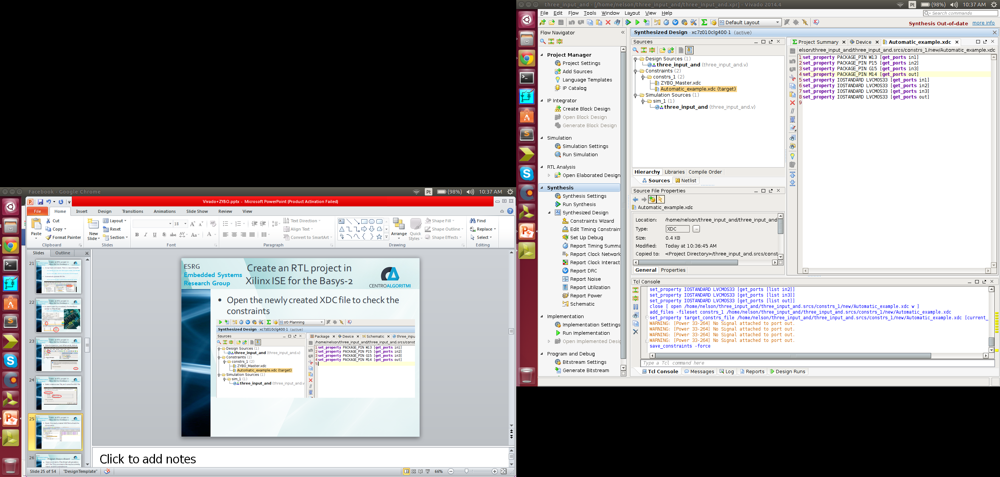 Facebook - Google Chrome
Pt (98%) 10:37 AM
Vivado+ZYBO.pptx - Microsoft PowerPoint (Product Activation Failed)
File Home Insert Design Transitions Animations Slide Show Review View
Cut
Copy
Format Painter
Paste
Clipboard
New Slide
Layout
Reset
Section
Slides
18
Font
Text Direction
Align Text
Convert to SmartArt
Paragraph
Arrange
Quick Styles
Shape Fill
Shape Outline
Shape Effects
Drawing
Find
Replace
Select
Editing
Slides Outline
21
22
23
24
25
26
ESRG
Embedded Systems
Research Group
Create an RTL project in
Xilinx ISE for the Basys-2
CENTROALGORITMI
• Open the newly created XDC file to check the
constraints
I/O Planning
Synthesized Design - xc7z010clg400-1 (active)
Sources
Design Sources (1)
three_input_and (three_input_and.v)
Constraints (2)
constrs_1 (2)
ZYBO_Master.xdc
Automatic_example.xdc (target)
Simulation Sources (1)
sim_1 (1)
three_input_and (three_input_and.v
Package Device Schematic three_inpu
/home/nelson/three_input_and/three_input_and.srcs/const
1 set_property PACKAGE_PIN W13 [get_ports in1]
2 set_property PACKAGE_PIN P15 [get_ports in2]
3 set_property PACKAGE_PIN G15 [get_ports in3]
4 set_property PACKAGE_PIN M14 [get_ports out]
5
Click to add notes
Slide 25 of 54 "DesignTemplate" 66%
three_input_and - [/home/nelson/three_input_and/three_input_and.xpr] - Vivado 2014.4
Pt (98%) 10:37 AM
File Edit Flow Tools Window Layout View Help
Search commands
Default Layout
Synthesis Out-of-date more info
Flow Navigator
Project Manager
Project Settings
Add Sources
Language Templates
IP Catalog
IP Integrator
Create Block Design
Open Block Design
Generate Block Design
Simulation
Simulation Settings
Run Simulation
RTL Analysis
Open Elaborated Design
Synthesis
Synthesis Settings
Run Synthesis
Synthesized Design
Constraints Wizard
Edit Timing Constrain
Set Up Debug
Report Timing Summa
Report Clock Network
Report Clock Interact
Report DRC
Report Noise
Report Utilization
Report Power
Schematic
Implementation
Implementation Settings
Run Implementation
Open Implemented Desig
Program and Debug
Bitstream Settings
Generate Bitstream
Synthesized Design - xc7z010clg400-1 (active)
Sources
Design Sources (1)
three_input_and (three_input_and.v)
Constraints (2)
constrs_1 (2)
ZYBO_Master.xdc
Automatic_example.xdc (target)
Simulation Sources (1)
sim_1 (1)
three_input_and (three_input_and.v)
Hierarchy Libraries Compile Order
Sources Netlist
Source File Properties
Automatic_example.xdc
Location: /home/nelson/three_input_and/three_input_and
Type: XDC
Size: 0.4 KB
Modified: Today at 10:36:45 AM
Copied to: <Project Directory>/three_input_and.srcs/const
General Properties
Project Summary Device Automatic_example.xdc
elson/three_input_and/three_input_and.srcs/constrs_1/new/Automatic_example.xdc
1 set_property PACKAGE_PIN W13 [get_ports in1]
2 set_property PACKAGE_PIN P15 [get_ports in2]
3 set_property PACKAGE_PIN G15 [get_ports in3]
4 set_property PACKAGE_PIN M14 [get_ports out]
5 set_property IOSTANDARD LVCMOS33 [get_ports in1]
6 set_property IOSTANDARD LVCMOS33 [get_ports in2]
7 set_property IOSTANDARD LVCMOS33 [get_ports in3]
8 set_property IOSTANDARD LVCMOS33 [get_ports out]
9
Tcl Console
set_property IOSTANDARD LVCMOS33 [get_ports [list in2]]
set_property IOSTANDARD LVCMOS33 [get_ports [list in3]]
set_property IOSTANDARD LVCMOS33 [get_ports [list out]]
close [ open /home/nelson/three_input_and/three_input_and.srcs/constrs_1/new/Automatic_example.xdc w ]
add_files -fileset constrs_1 /home/nelson/three_input_and/three_input_and.srcs/constrs_1/new/Automatic_example.xdc
set_property target_constrs_file /home/nelson/three_input_and/three_input_and.srcs/constrs_1/new/Automatic_example.xdc [current_
WARNING: [Power 33-264] No Signal attached to port out.
WARNING: [Power 33-264] No Signal attached to port out.
WARNING: [Power 33-264] No Signal attached to port out.
WARNING: [Power 33-264] No Signal attached to port out.
save_constraints -force
Type a Tcl command here
Tcl Console Messages Log Reports Design Runs